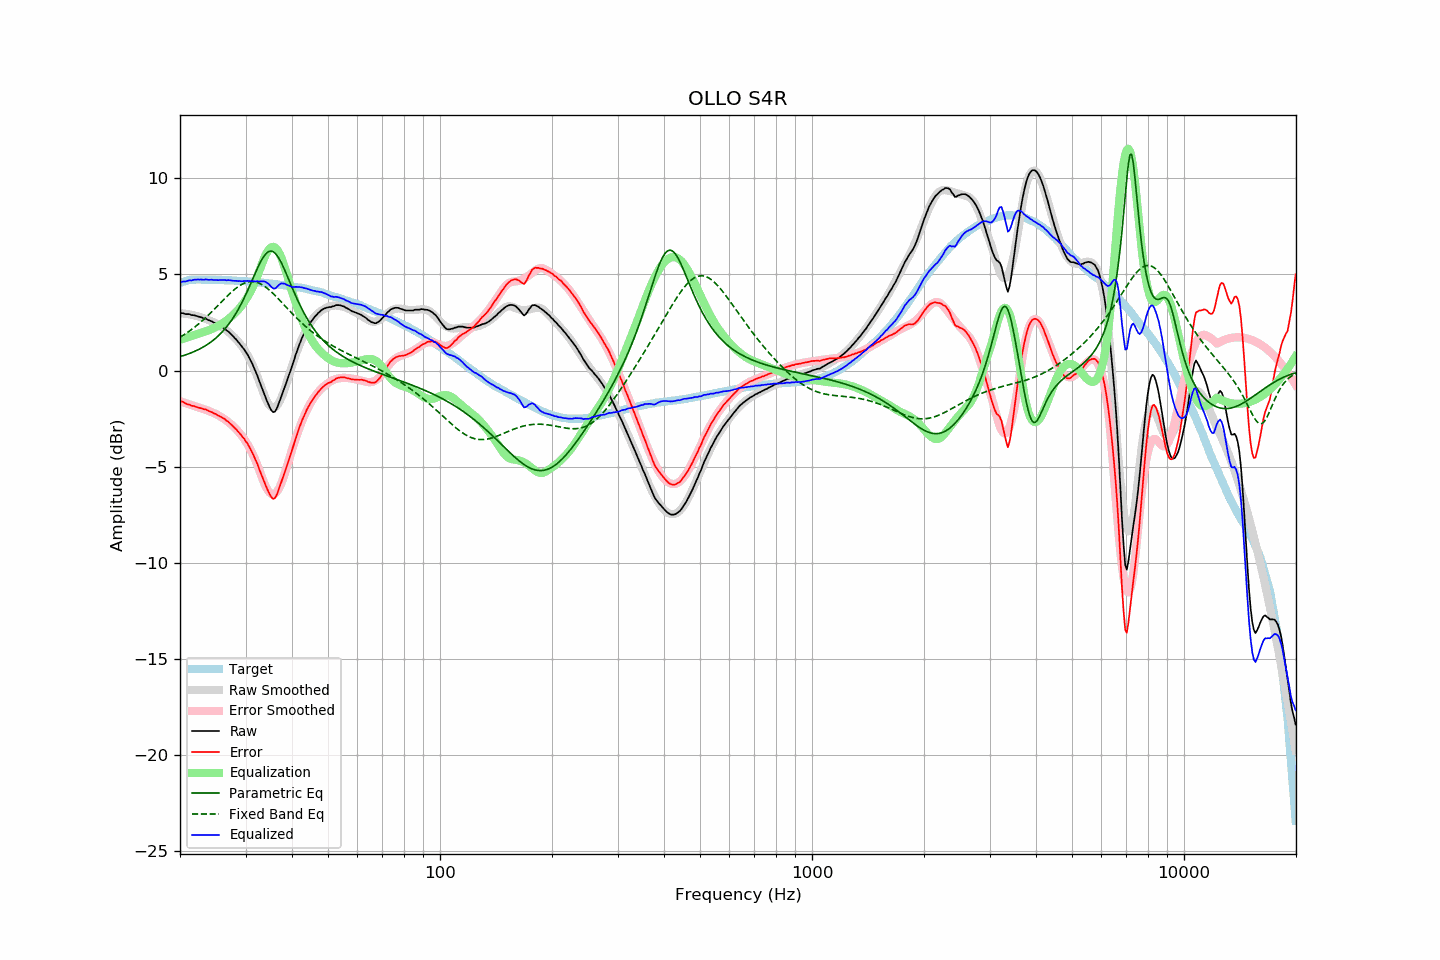 OLLO S4R
10
5
0
−5
−10
−15
−20
−25
Amplitude (dBr)
Target
Raw Smoothed
Error Smoothed
Raw
Error
Equalization
Parametric Eq
Fixed Band Eq
Equalized
100
1000
10000
Frequency (Hz)